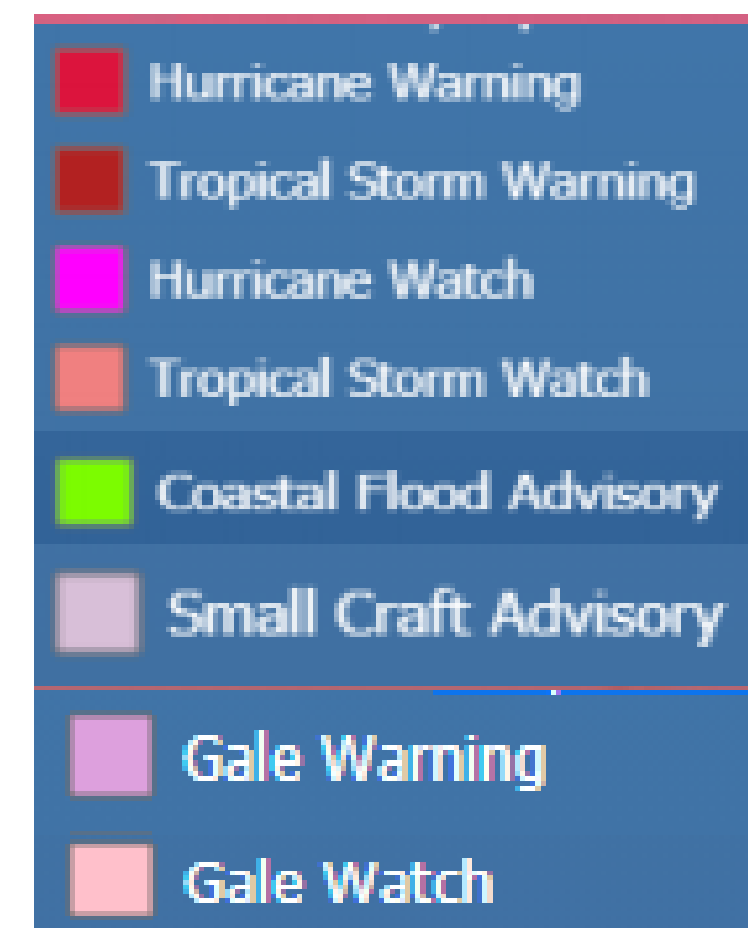 Hurricane Warning
Tropical Storm Warning
Hurricane Watch
Tropical Storm Watch
Coastal Flood Advisory
Small Craft Advisory
Gale Warning
Gale Watch